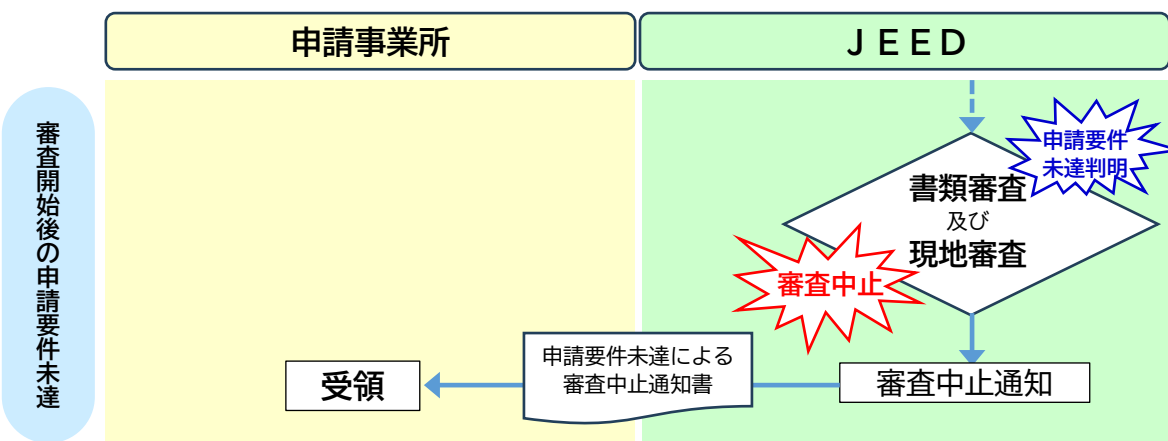 申請事業所
ＪＥＥＤ
審査開始後の申請要件未達
申請要件
未達判明
書類審査
及び
現地審査
審査中止
申請要件未達による
審査中止通知書
受領
審査中止通知